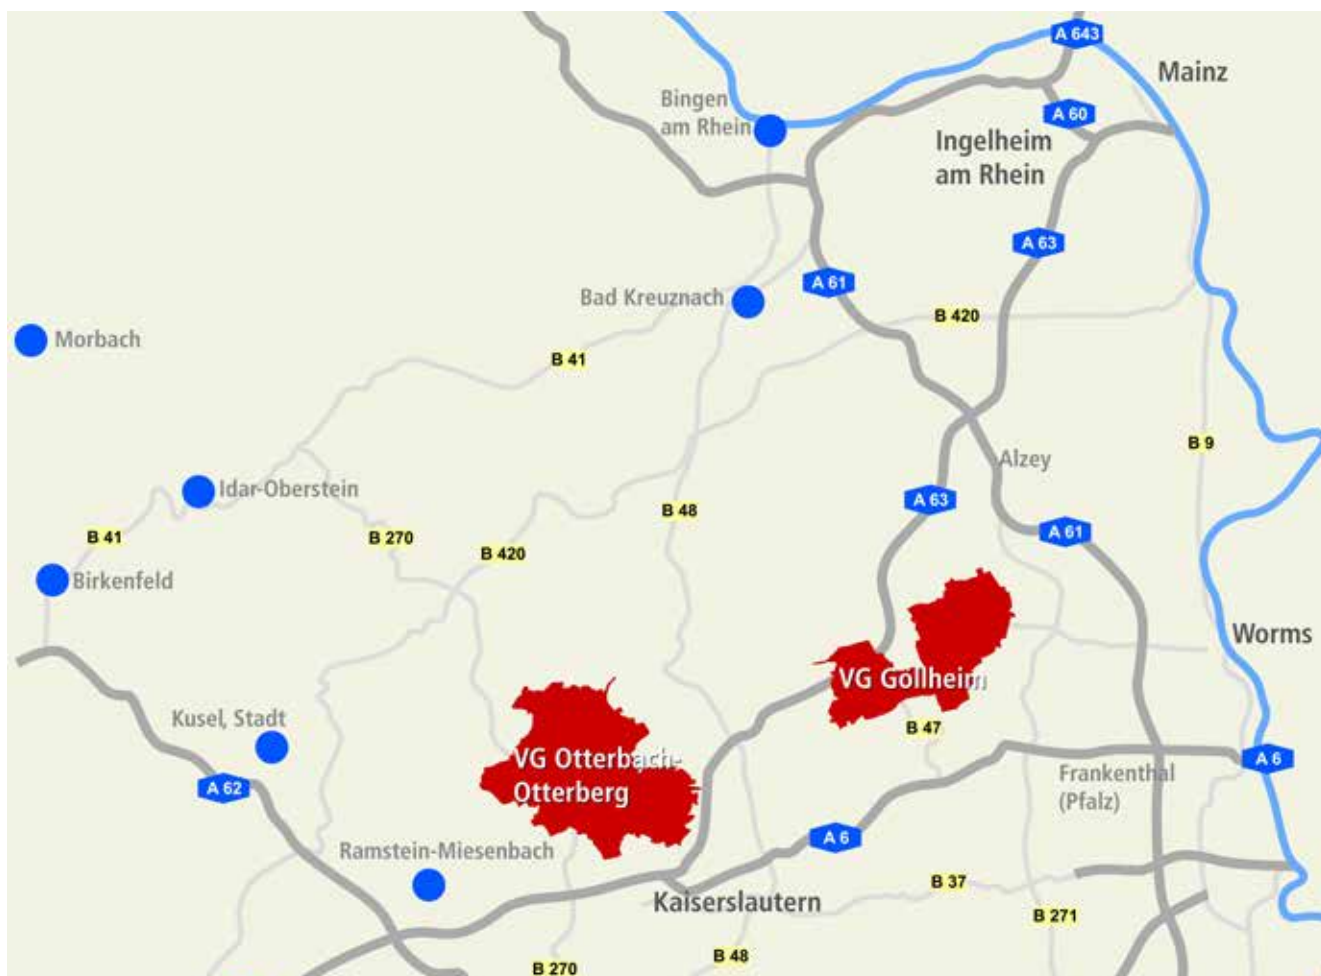 A 643
Mainz
Bingen
am Rhein
A 60
Ingelheim
am Rhein
A 63
A 61
Bad Kreuznach
B 420
Morbach
B 41
B 9
Alzey
Idar-Oberstein
A 63
B 48
A 61
B 41
B 270
B 420
Birkenfeld
Worms
VG Göllheim
Kusel, Stadt
B 47
VG Otterbach-
Otterberg
A 6
Frankenthal
(Pfalz)
A 62
A 6
Ramstein-Miesenbach
B 37
Kaiserslautern
B 271
B 48
B 270